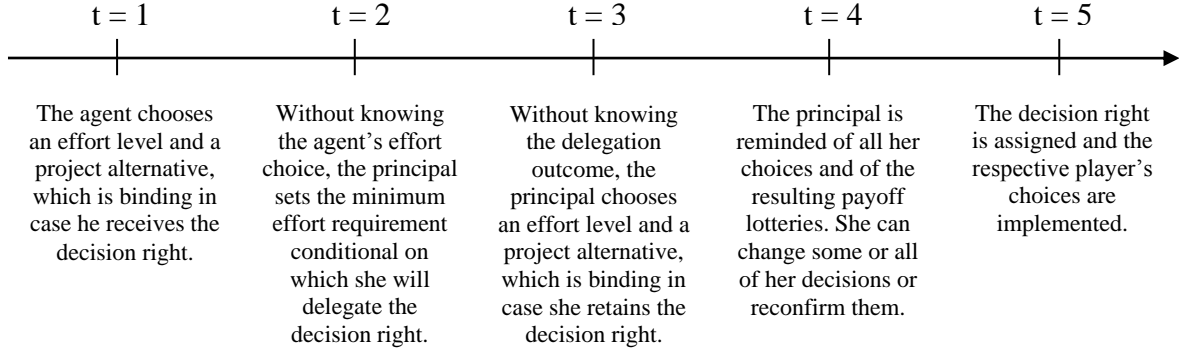 t = 1
t = 2
t = 3
t = 4
t = 5
The agent chooses
an effort level and a
project alternative,
which is binding in
case he receives the
decision right.
Without knowing
the agent's effort
choice, the principal
sets the minimum
effort requirement
conditional on
which she will
delegate the
decision right.
Without knowing
the delegation
outcome, the
principal chooses
an effort level and a
project alternative,
which is binding in
case she retains the
decision right.
The principal is
reminded of all her
choices and of the
resulting payoff
lotteries. She can
change some or all
of her decisions or
reconfirm them.
The decision right
is assigned and the
respective player's
choices are
implemented.